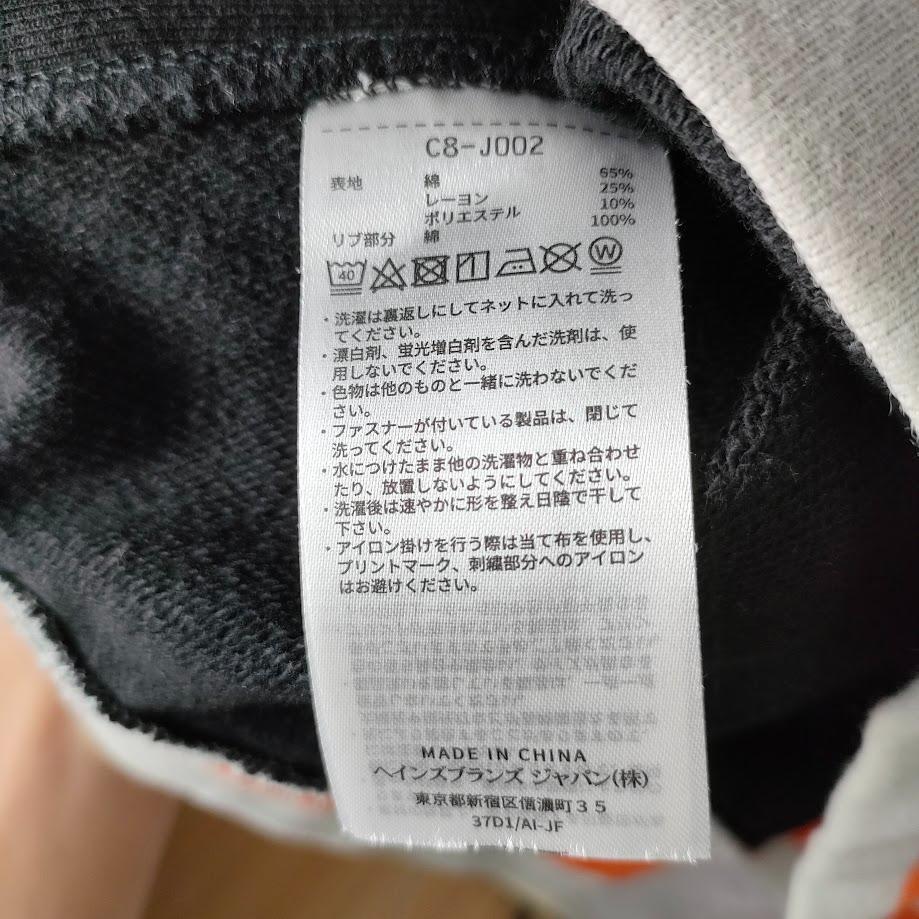 C8-J002
表地 綿 65%
レーヨン 25%
ポリエステル 10%
リブ部分 綿 100%
40
W
・洗濯は裏返しにしてネットに入れて洗っ
てください。
・漂白剤、蛍光増白剤を含んだ洗剤は、使
用しないでください。
・色物は他のものと一緒に洗わないでくだ
さい。
・ファスナーが付いている製品は、閉じて
洗ってください。
・水につけたまま他の洗濯物と重ね合わせ
たり、放置しないようにしてください。
・洗濯後は速やかに形を整え日陰で干して
下さい。
・アイロン掛けを行う際は当て布を使用し、
プリントマーク、刺繍部分へのアイロン
はお避けください。
MADE IN CHINA
ヘインズブランズ ジャパン(株)
東京都新宿区信濃町35
37D1/AI-JF